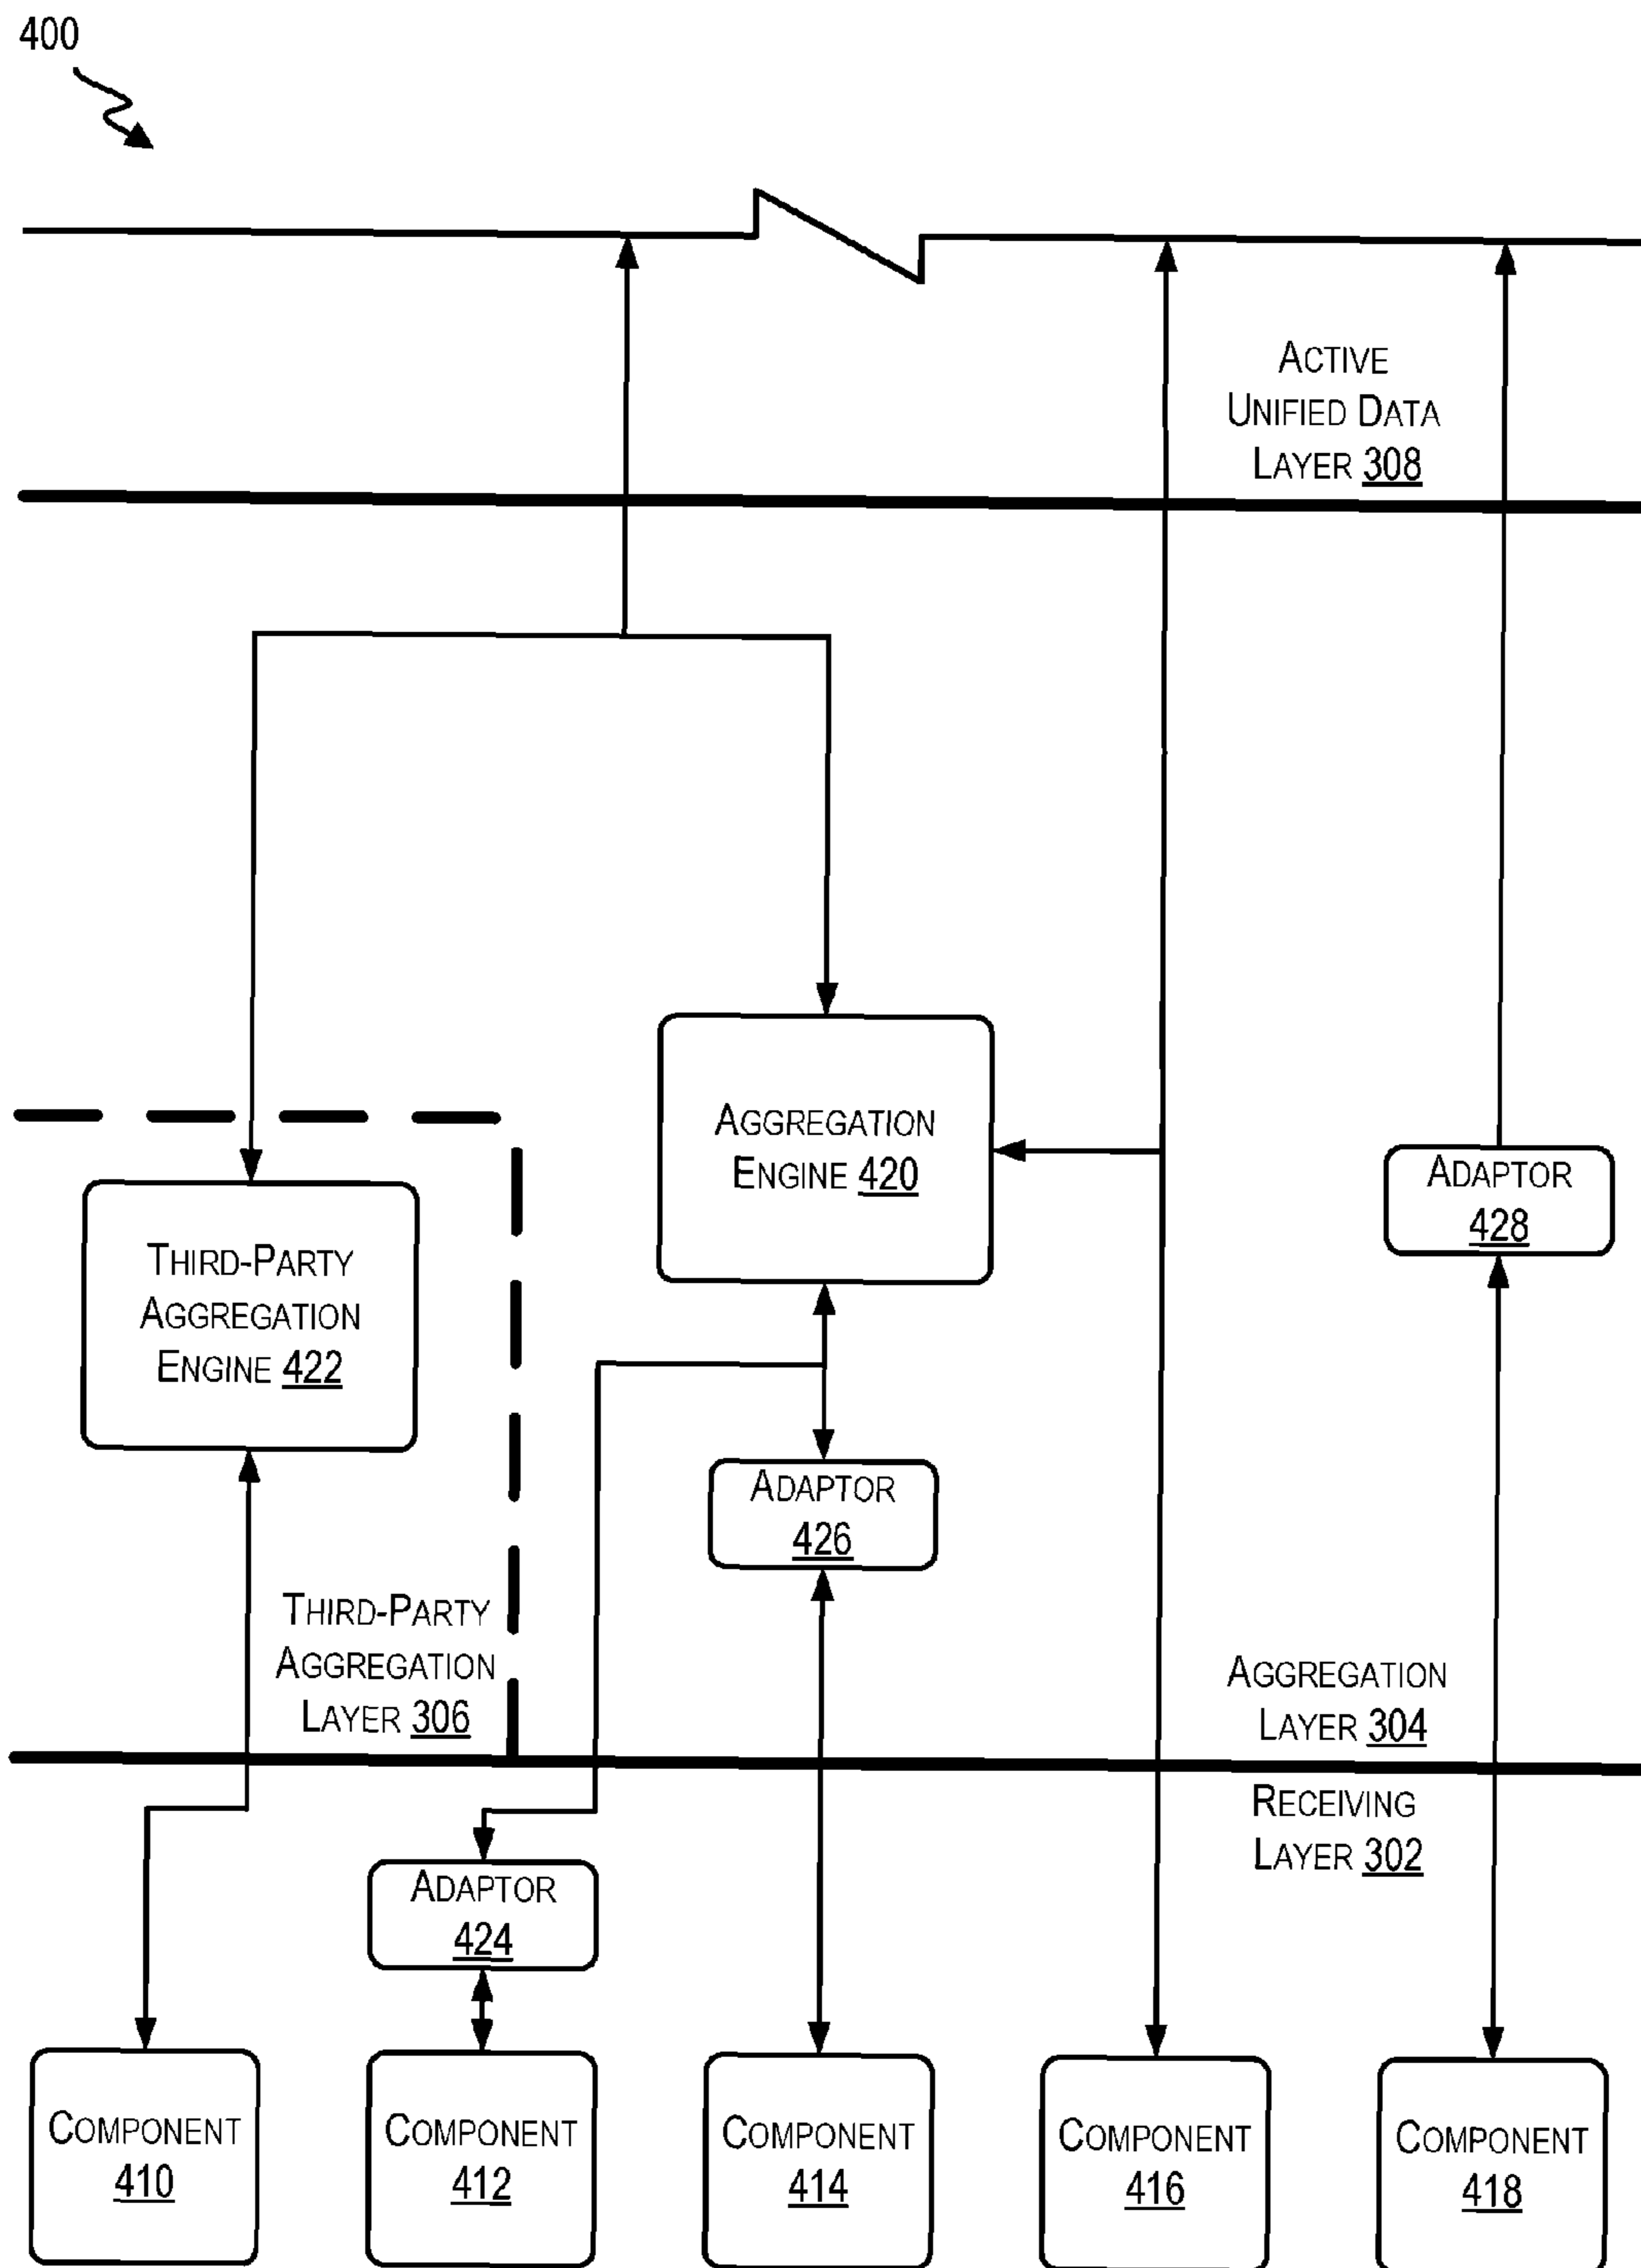 400
ACTIVE
UNIFIED DATA
LAYER 308
AGGREGATION
ENGINE 420
ADAPTOR
428
THIRD-PARTY
AGGREGATION
ENGINE 422
ADAPTOR
426
THIRD-PARTY
AGGREGATION
LAYER 306
AGGREGATION
LAYER 304
RECEIVING
LAYER 302
ADAPTOR
424
COMPONENT
410
COMPONENT
412
COMPONENT
414
COMPONENT
416
COMPONENT
418